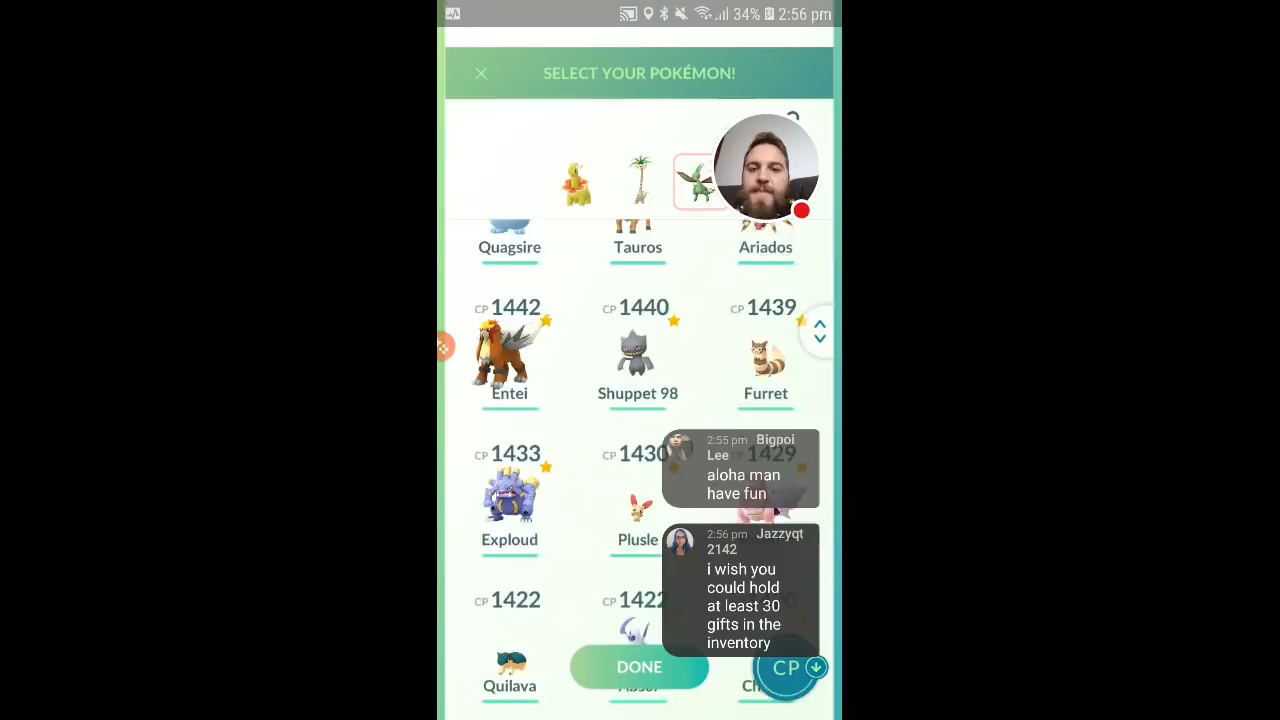 34% 2:56 pm
SELECT YOUR POKÉMON!
Quagsire Tauros Ariados
CP 1442 CP 1440 CP 1439
Entei Shuppet 98 Furret
CP 1433 CP 1430 1429
Exploud Plusle
CP 1422 CP 1422
Quilava Absol
2:55 pm Bigpoi
Lee
aloha man
have fun
2:56 pm Jazzyqt
2142
i wish you
could hold
at least 30
gifts in the
inventory
DONE
CP